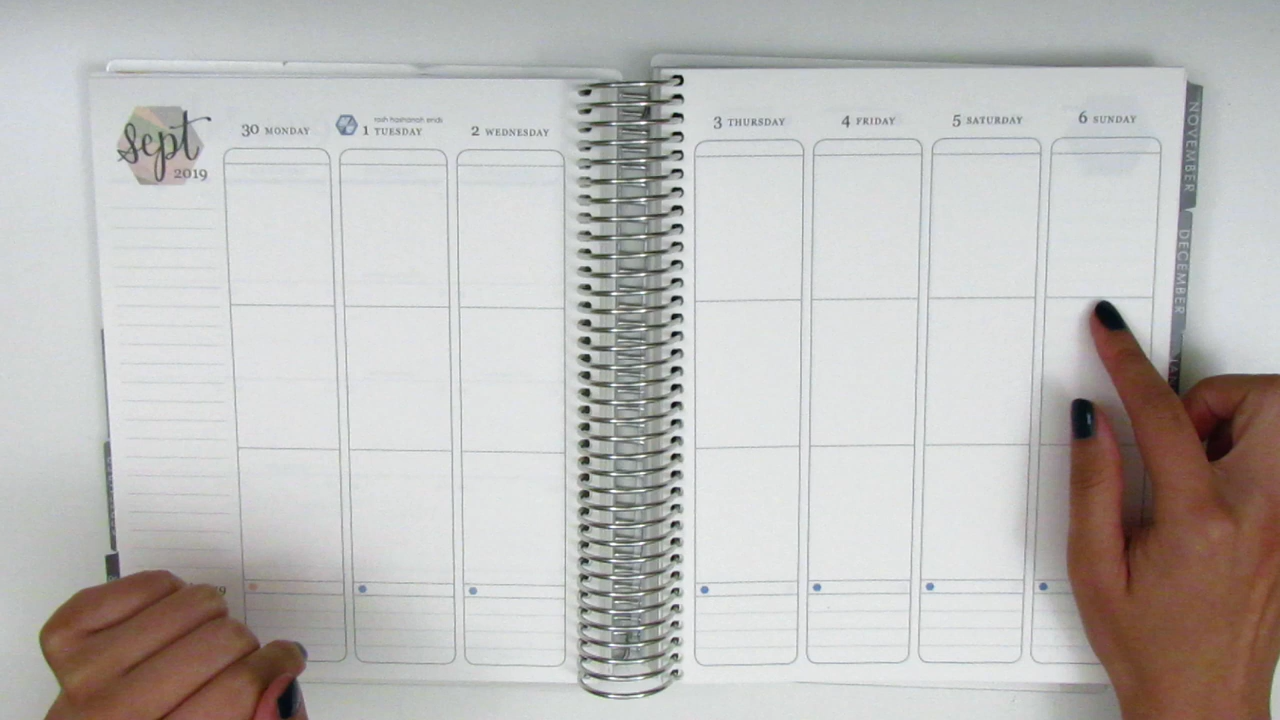 sept
2019
30 MONDAY
rosh hashanah ends
1 TUESDAY
2 WEDNESDAY
3 THURSDAY
4 FRIDAY
5 SATURDAY
6 SUNDAY
NOVEMBER
DECEMBER